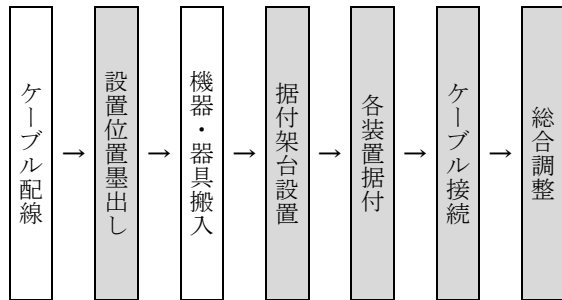 ケーブル配線
→
設置位置墨出し
→
機器・器具搬入
→
据付架台設置
→
各装置据付
→
ケーブル接続
→
総合調整